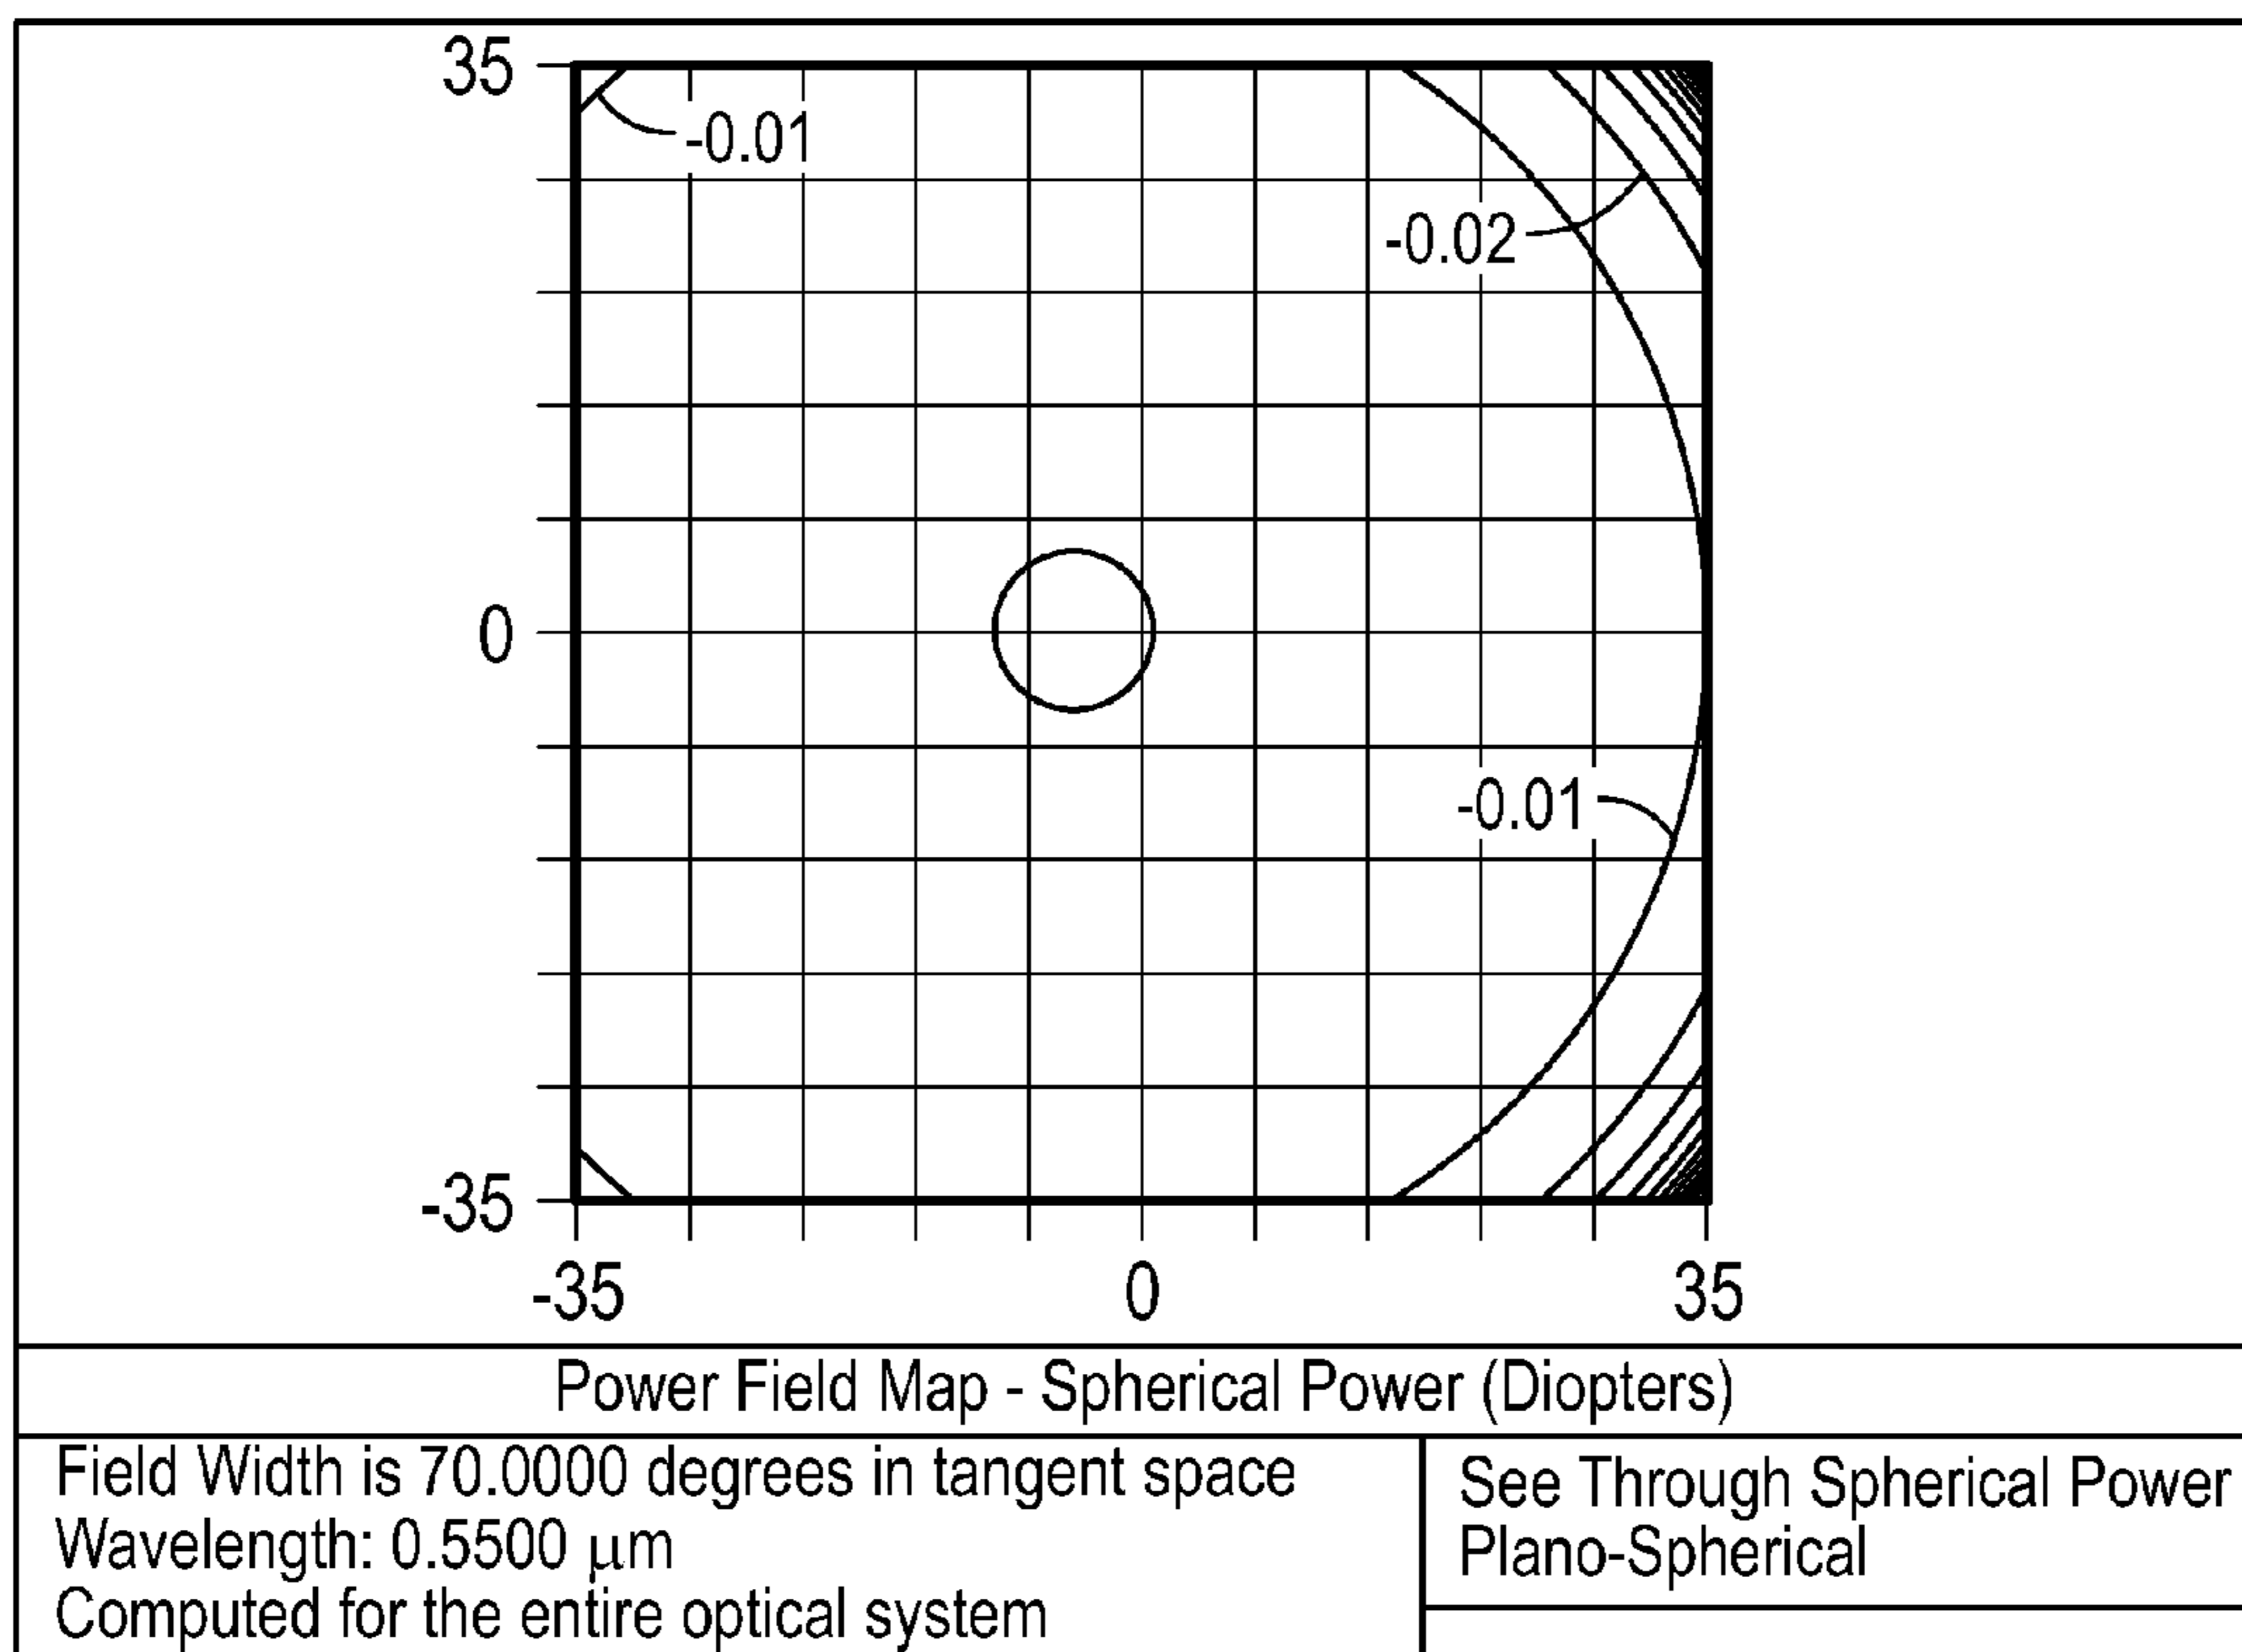 35
-0.01
-0.02
0
-0.01
-35
-35 0 35
Power Field Map - Spherical Power (Diopters)
Field Width is 70.0000 degrees in tangent space
Wavelength: 0.5500 μm
Computed for the entire optical system
See Through Spherical Power
Plano-Spherical